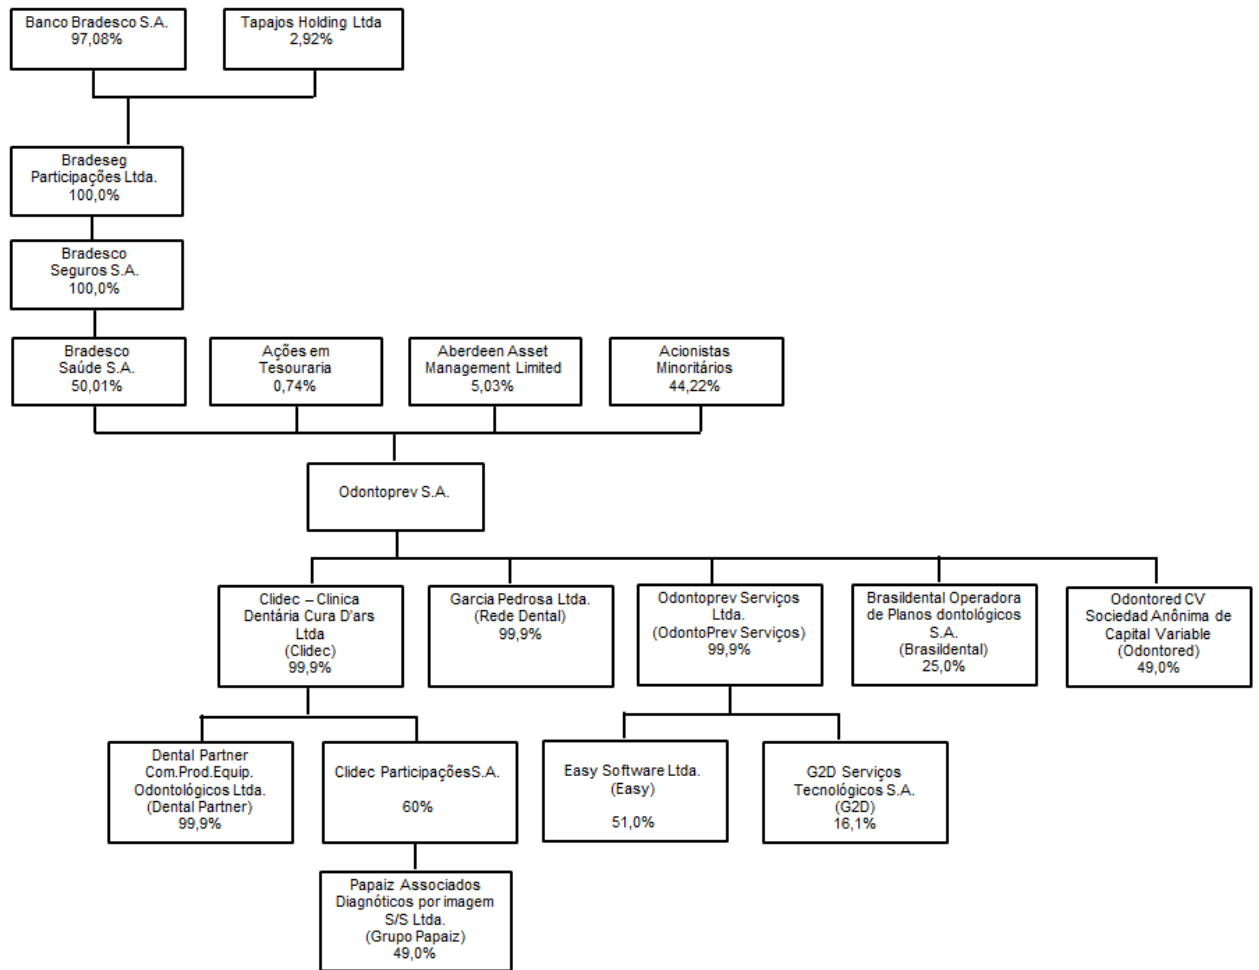 Banco Bradesco S.A.
97,08%
Tapajos Holding Ltda
2,92%
Bradeseg
Participações Ltda.
100,0%
Bradesco
Seguros S.A.
100,0%
Bradesco
Saúde S.A.
50,01%
Ações em
Tesouraria
0,74%
Aberdeen Asset
Management Limited
5,03%
Acionistas
Minoritários
44,22%
Odontoprev S.A.
Clidec – Clinica
Dentária Cura D'ars
Ltda
(Clidec)
99,9%
Garcia Pedrosa Ltda.
(Rede Dental)
99,9%
Odontoprev Serviços
Ltda.
(OdontoPrev Serviços)
99,9%
Brasildental Operadora
de Planos dontológicos
S.A.
(Brasildental)
25,0%
Odontored CV
Sociedad Anônima de
Capital Variable
(Odontored)
49,0%
Dental Partner
Com.Prod.Equip.
Odontológicos Ltda.
(Dental Partner)
99,9%
Clidec ParticipaçõesS.A.
60%
Easy Software Ltda.
(Easy)
51,0%
G2D Serviços
Tecnológicos S.A.
(G2D)
16,1%
Papaiz Associados
Diagnóticos por imagem
S/S Ltda.
(Grupo Papaiz)
49,0%